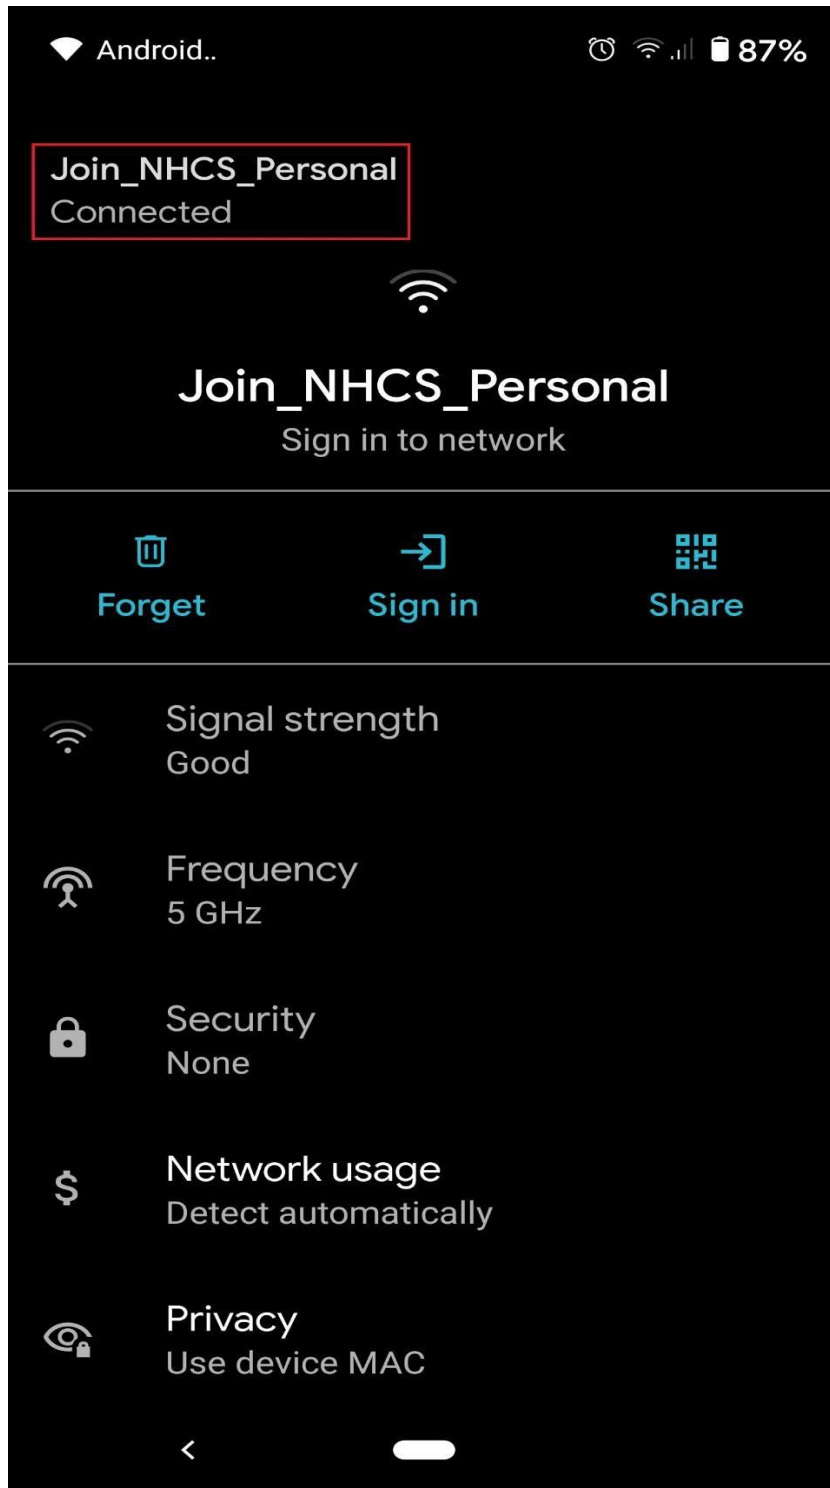 Android..
87%
Join_NHCS_Personal
Connected
Join_NHCS_Personal
Sign in to network
Forget
Sign in
Share
Signal strength
Good
Frequency
5 GHz
Security
None
$
Network usage
Detect automatically
Privacy
Use device MAC